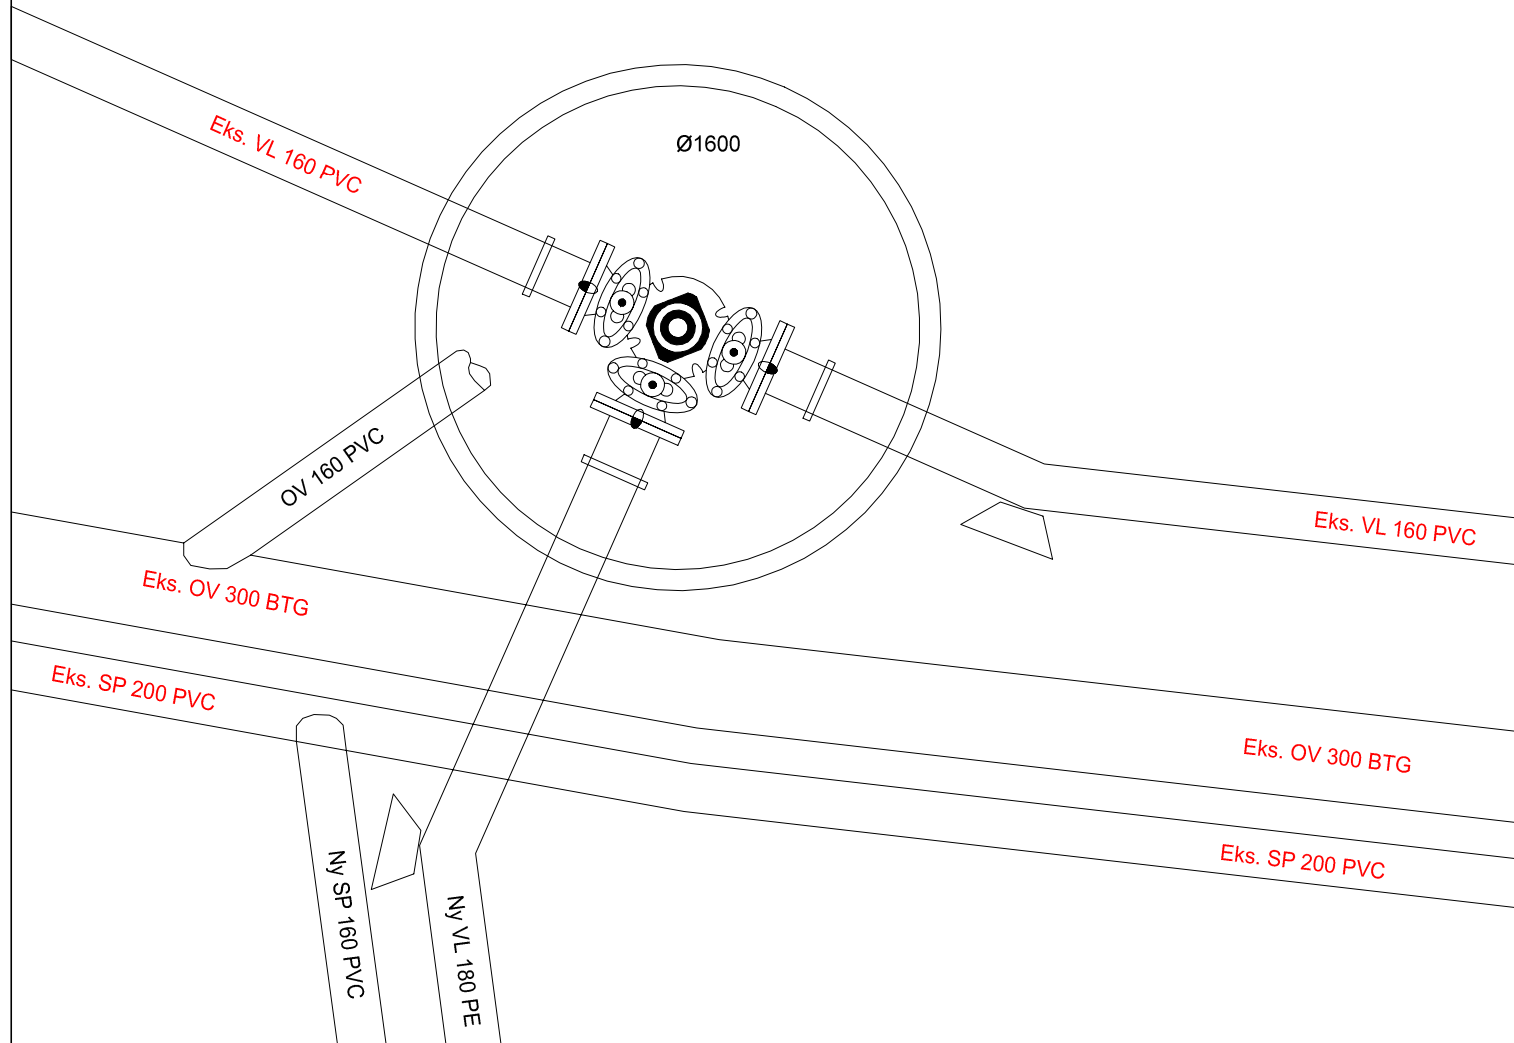 Ø1600
Eks. VL 160 PVC
OV 160 PVC
Eks. VL 160 PVC
Eks. OV 300 BTG
Eks. SP 200 PVC
Eks. OV 300 BTG
Eks. SP 200 PVC
Ny SP 160 PVC
Ny VL 180 PE